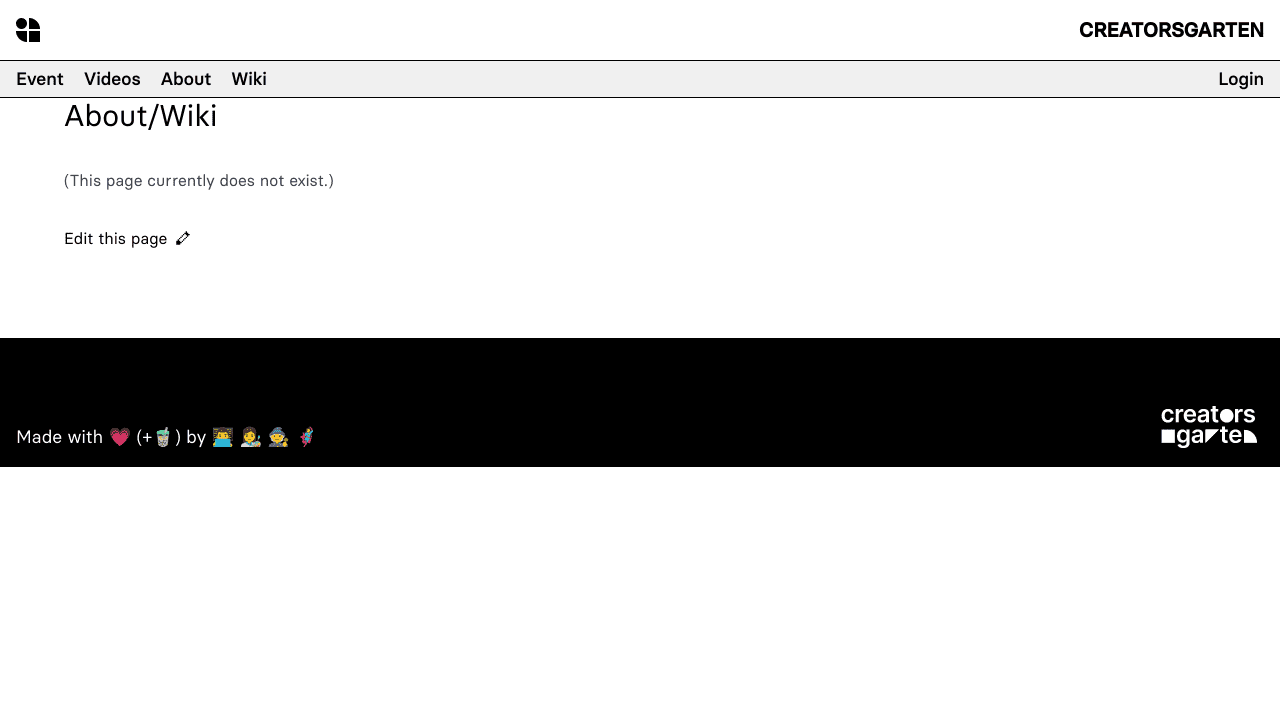 CREATORSGARTEN
Event Videos About Wiki Login
About/Wiki
(This page currently does not exist.)
Edit this page
Made with 💗 (+🧋) by 👨‍💻 👩‍🎨 🧙 🦸
creators
garten